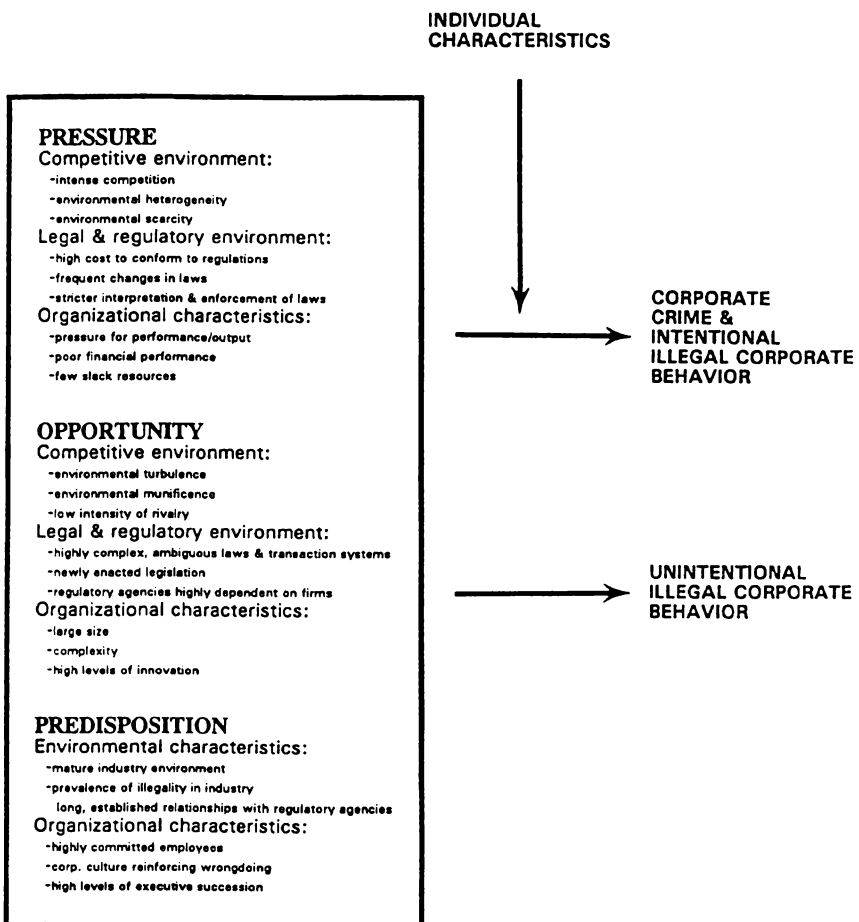 INDIVIDUAL
CHARACTERISTICS
PRESSURE
Competitive environment:
-intense competition
-environmental heterogeneity
-environmental scarcity
Legal & regulatory environment:
-high cost to conform to regulations
-frequent changes in laws
-stricter interpretation & enforcement of laws
Organizational characteristics:
-pressure for performance/output
-poor financial performance
-few slack resources
CORPORATE
CRIME &
INTENTIONAL
ILLEGAL CORPORATE
BEHAVIOR
OPPORTUNITY
Competitive environment:
-environmental turbulence
-environmental munificence
-low intensity of rivalry
Legal & regulatory environment:
-highly complex, ambiguous laws & transaction systems
-newly enacted legislation
-regulatory agencies highly dependent on firms
Organizational characteristics:
-large size
-complexity
-high levels of innovation
UNINTENTIONAL
ILLEGAL CORPORATE
BEHAVIOR
PREDISPOSITION
Environmental characteristics:
-mature industry environment
-prevalence of illegality in industry
long, established relationships with regulatory agencies
Organizational characteristics:
-highly committed employees
-corp. culture reinforcing wrongdoing
-high levels of executive succession